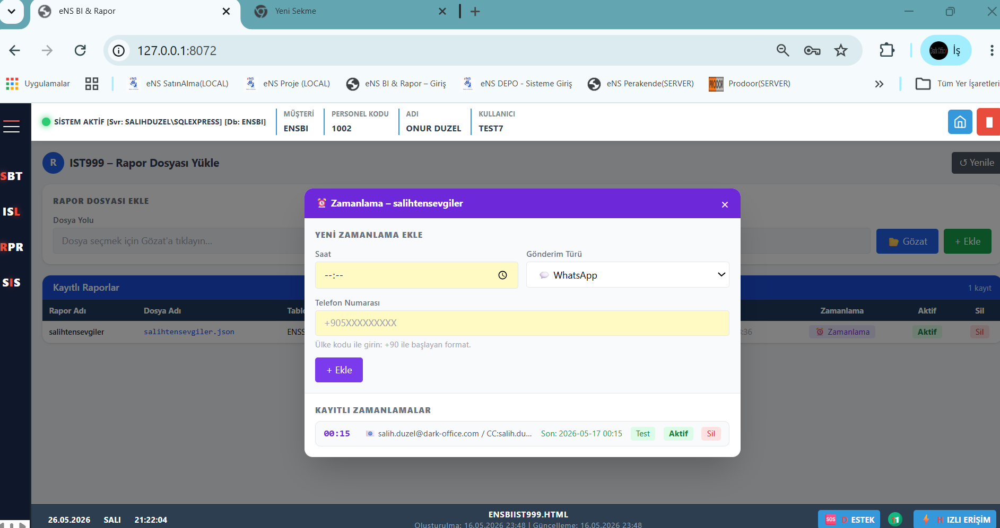 eNS BI & Rapor
Yeni Sekme
127.0.0.1:8072
İş
Uygulamalar
eNS SatınAlma(LOCAL)
eNS Proje (LOCAL)
eNS BI & Rapor – Giriş
eNS DEPO - Sisteme Giriş
eNS Perakende(SERVER)
PRODOR
Prodoor(SERVER)
Tüm Yer İşaretleri
SİSTEM AKTİF [Svr: SALIHDUZEL\SQLEXPRESS] [Db: ENSBI]
MÜŞTERİ
ENSBI
PERSONEL KODU
1002
ADI
ONUR DUZEL
KULLANICI
TEST7
SBT
ISL
RPR
SIS
R
IST999 – Rapor Dosyası Yükle
↺ Yenile
RAPOR DOSYASI EKLE
Dosya Yolu
Dosya seçmek için Gözat'a tıklayın...
Gözat
+ Ekle
Kayıtlı Raporlar
1 kayıt
Rapor Adı
Dosya Adı
Tablo
Zamanlama
Aktif
Sil
salihtensevgiler
salihtensevgiler.json
ENSS
:36
Zamanlama
Aktif
Sil
Zamanlama – salihtensevgiler
×
YENİ ZAMANLAMA EKLE
Saat
--:--
Gönderim Türü
WhatsApp
Telefon Numarası
+905XXXXXXXXX
Ülke kodu ile girin: +90 ile başlayan format.
+ Ekle
KAYITLI ZAMANLAMALAR
00:15
salih.duzel@dark-office.com / CC:salih.du...
Son: 2026-05-17 00:15
Test
Aktif
Sil
26.05.2026
SALI
21:22:04
ENSBIIST999.HTML
Oluşturulma: 16.05.2026 23:48 | Güncelleme: 16.05.2026 23:48
SOS
D ESTEK
11
H IZLI ERİŞİM